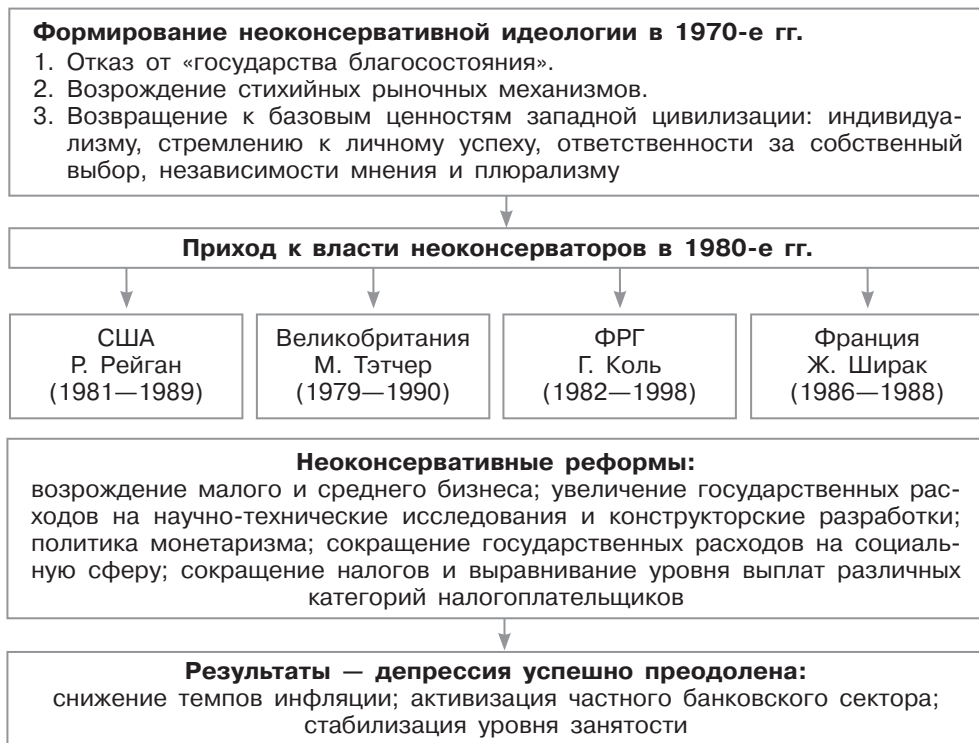 Формирование неоконсервативной идеологии в 1970-е гг.
1. Отказ от «государства благосостояния».
2. Возрождение стихийных рыночных механизмов.
3. Возвращение к базовым ценностям западной цивилизации: индивидуа-
лизму, стремлению к личному успеху, ответственности за собственный
выбор, независимости мнения и плюрализму
Приход к власти неоконсерваторов в 1980-е гг.
США
Р. Рейган
(1981—1989)
Великобритания
М. Тэтчер
(1979—1990)
ФРГ
Г. Коль
(1982—1998)
Франция
Ж. Ширак
(1986—1988)
Неоконсервативные реформы:
возрождение малого и среднего бизнеса; увеличение государственных рас-
ходов на научно-технические исследования и конструкторские разработки;
политика монетаризма; сокращение государственных расходов на социаль-
ную сферу; сокращение налогов и выравнивание уровня выплат различных
категорий налогоплательщиков
Результаты — депрессия успешно преодолена:
снижение темпов инфляции; активизация частного банковского сектора;
стабилизация уровня занятости